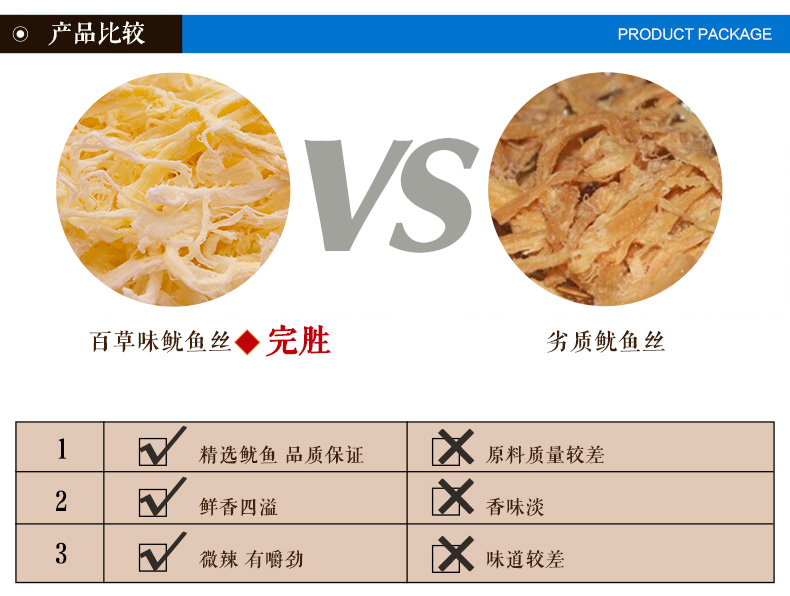 产品比较
PRODUCT PACKAGE
VS
百草味鱿鱼丝 完胜
劣质鱿鱼丝
1 精选鱿鱼 品质保证 原料质量较差
2 鲜香四溢 香味淡
3 微辣 有嚼劲 味道较差